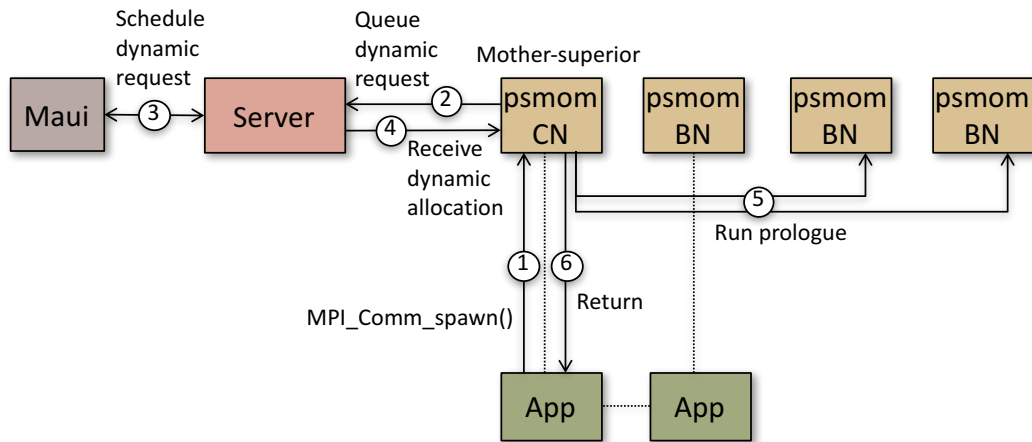 Schedule
dynamic
request
Queue
dynamic
request
Mother-superior
Maui
3
Server
2
4
psmom
CN
psmom
BN
psmom
BN
psmom
BN
Receive
dynamic
allocation
5
Run prologue
1
6
Return
MPI_Comm_spawn()
App
App